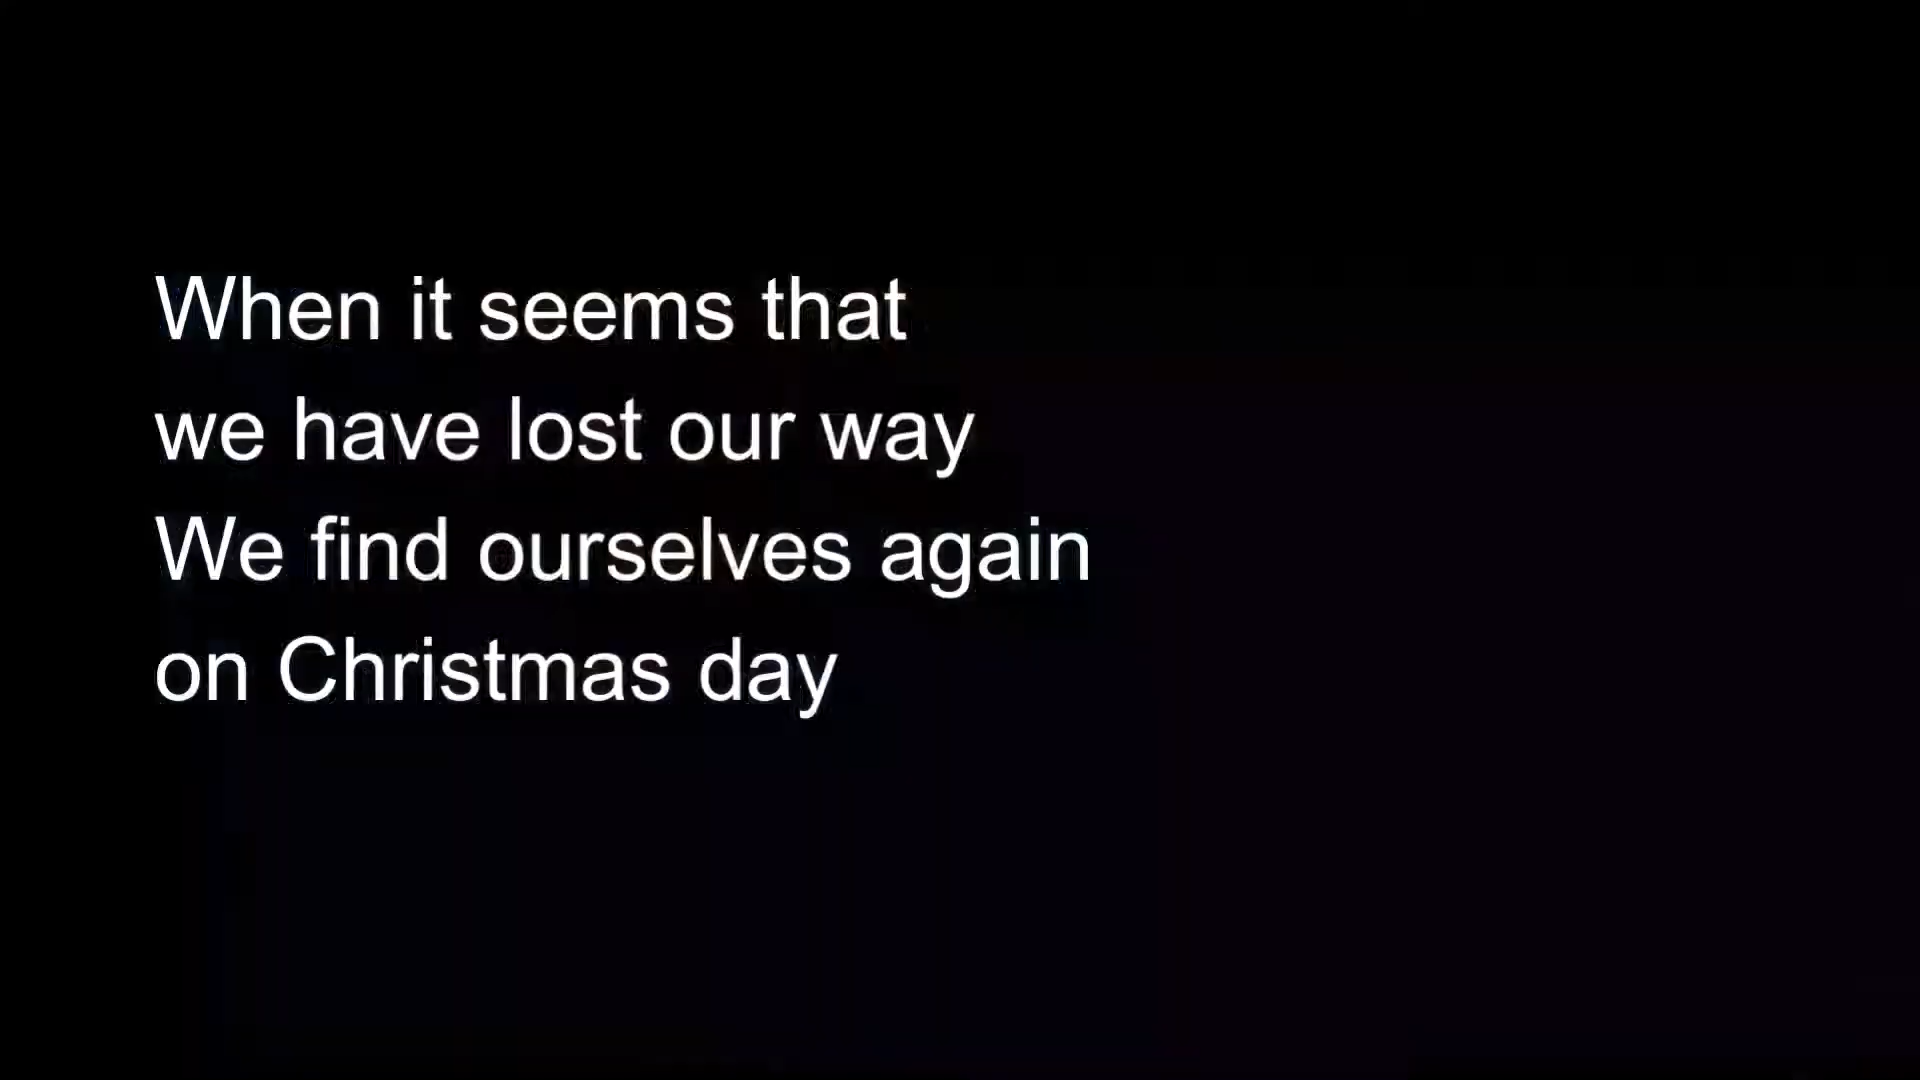 When it seems that
we have lost our way
We find ourselves again
on Christmas day